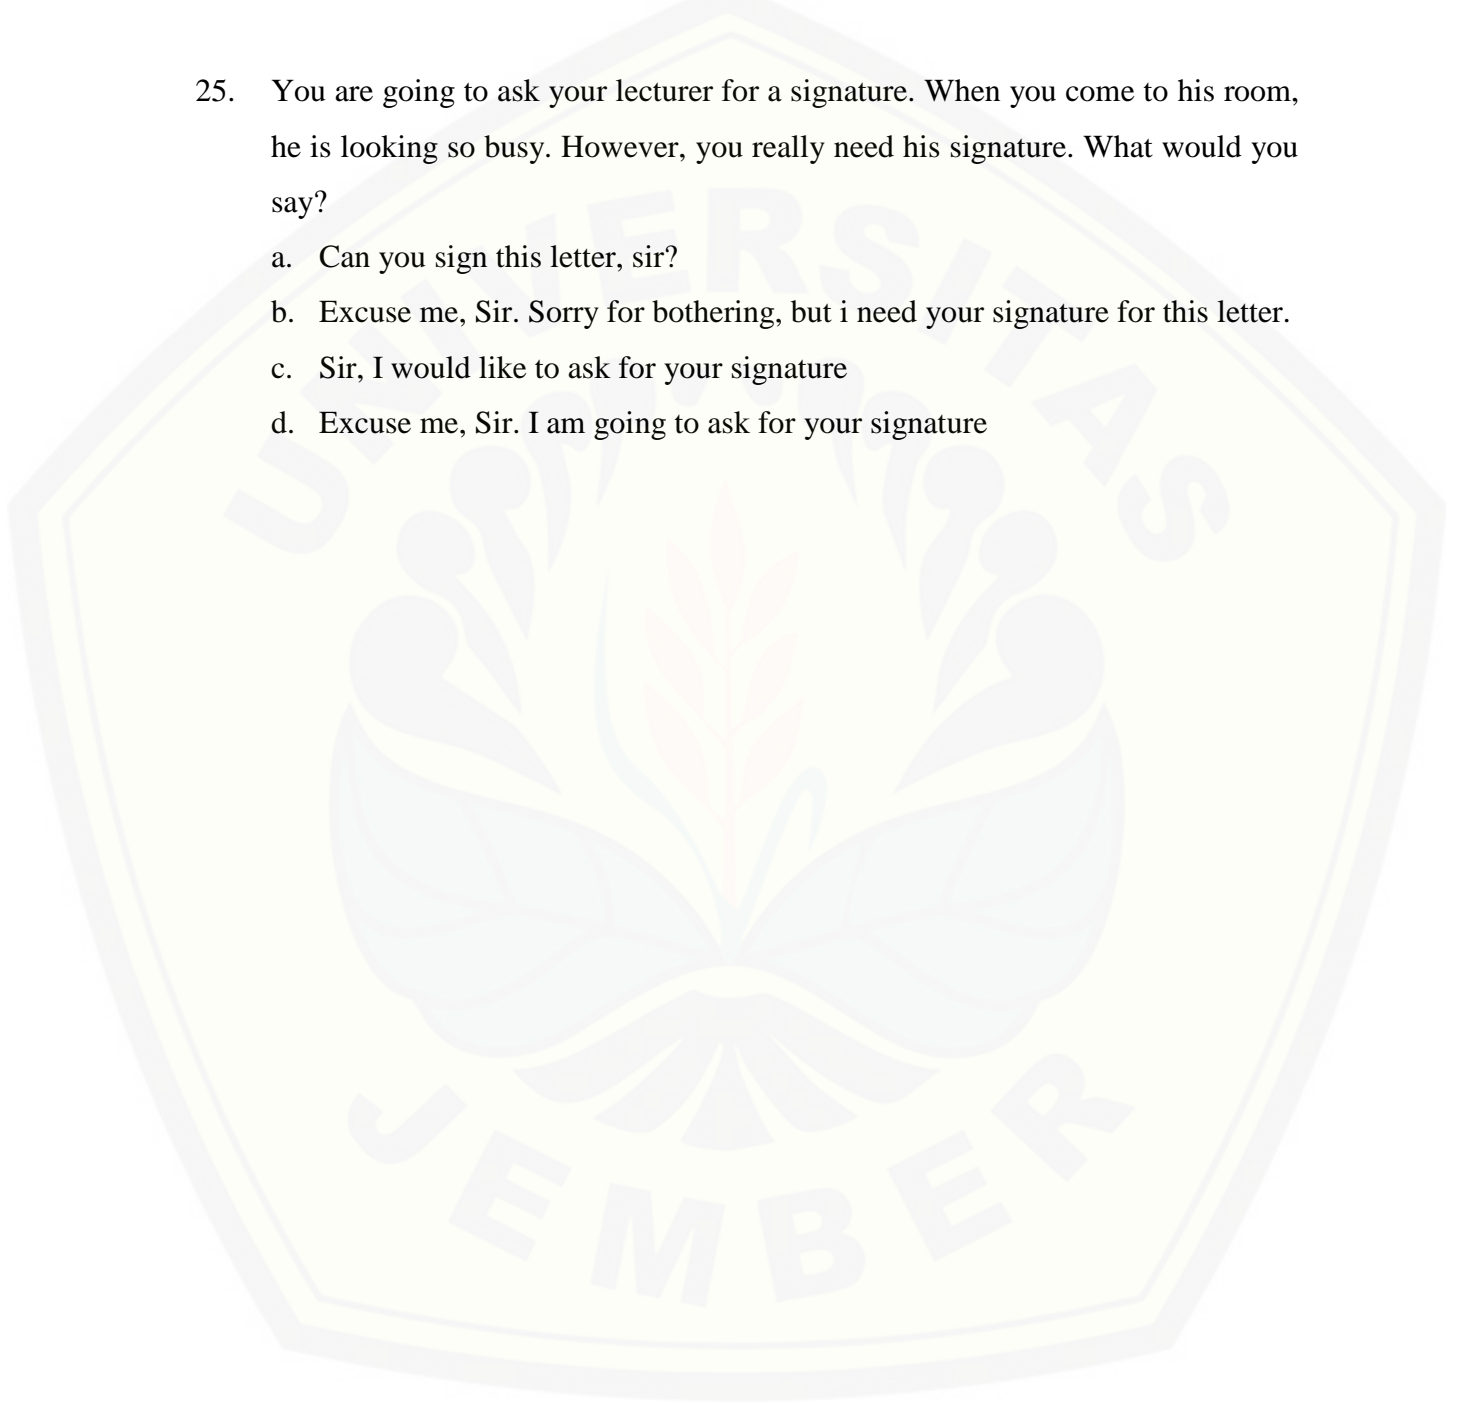 25. You are going to ask your lecturer for a signature. When you come to his room,
he is looking so busy. However, you really need his signature. What would you
say?
a. Can you sign this letter, sir?
b. Excuse me, Sir. Sorry for bothering, but i need your signature for this letter.
c. Sir, I would like to ask for your signature
d. Excuse me, Sir. I am going to ask for your signature
UNIVERSITAS
JEMBER